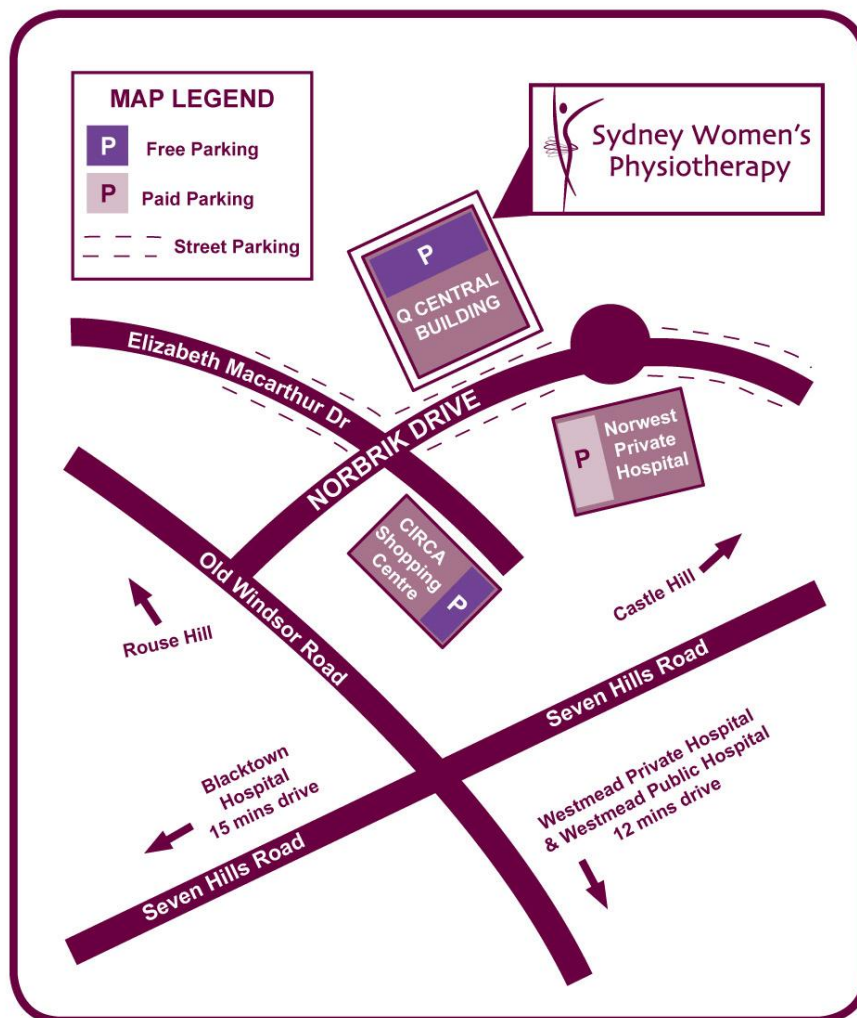 MAP LEGEND
P Free Parking
P Paid Parking
Street Parking
Sydney Women's
Physiotherapy
P
Q CENTRAL
BUILDING
Elizabeth Macarthur Dr
NORBRIK DRIVE
P
Norwest
Private
Hospital
CIRCA
Shopping
Centre
P
Old Windsor Road
Rouse Hill
Castle Hill
Seven Hills Road
Blacktown
Hospital
15 mins drive
Westmead Private Hospital
& Westmead Public Hospital
12 mins drive
Seven Hills Road